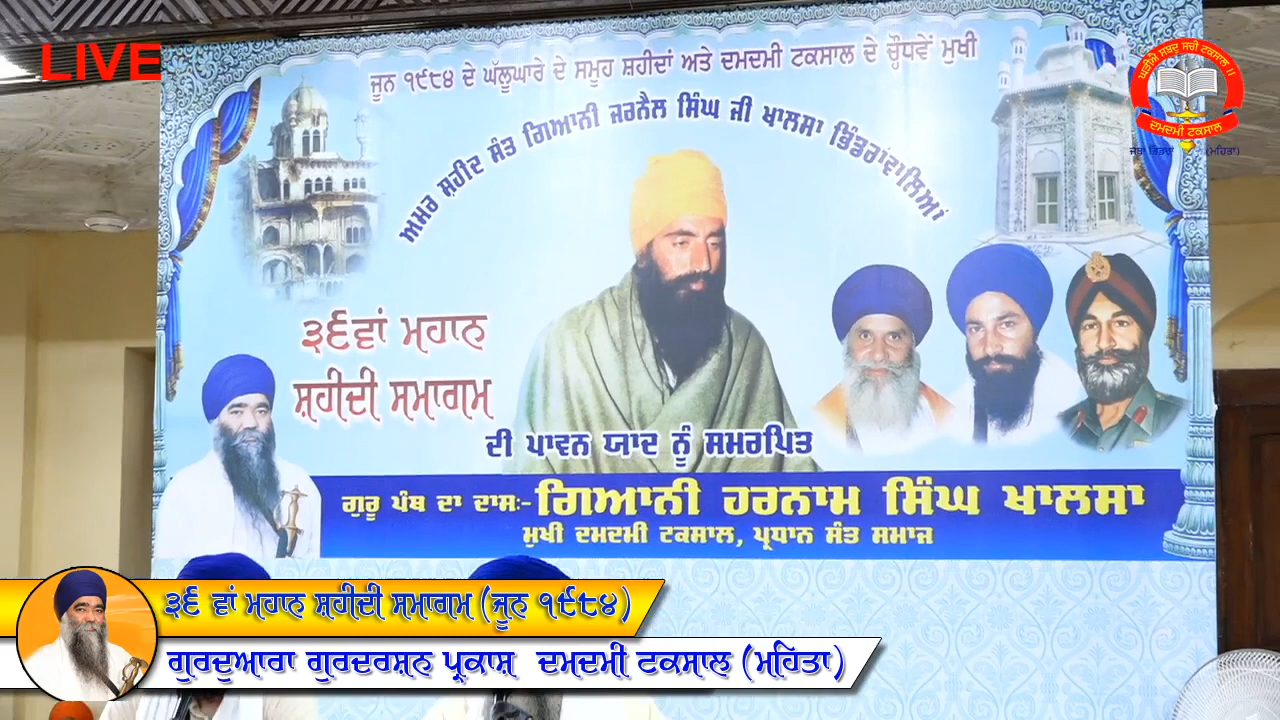 LIVE
ਜੂਨ ੧੯੮੪ ਦੇ ਘੱਲੂਘਾਰੇ ਦੇ ਸਮੂਹ ਸ਼ਹੀਦਾਂ ਅਤੇ ਦਮਦਮੀ ਟਕਸਾਲ ਦੇ ਚੌਧਵੇਂ ਮੁਖੀ
ਅਮਰ ਸ਼ਹੀਦ ਸੰਤ ਗਿਆਨੀ ਜਰਨੈਲ ਸਿੰਘ ਜੀ ਖਾਲਸਾ ਭਿੰਡਰਾਂਵਾਲਿਆਂ
ਦਮਦਮੀ ਟਕਸਾਲ
(ਮਹਿਤਾ)
੩੬ਵਾਂ ਮਹਾਨ
ਸ਼ਹੀਦੀ ਸਮਾਗਮ
ਦੀ ਪਾਵਨ ਯਾਦ ਨੂੰ ਸਮਰਪਿਤ
ਗੁਰੂ ਪੰਥ ਦਾ ਦਾਸ:- ਗਿਆਨੀ ਹਰਨਾਮ ਸਿੰਘ ਖਾਲਸਾ
ਮੁਖੀ ਦਮਦਮੀ ਟਕਸਾਲ, ਪ੍ਰਧਾਨ ਸੰਤ ਸਮਾਜ
੩੬ ਵਾਂ ਮਹਾਨ ਸ਼ਹੀਦੀ ਸਮਾਗਮ (ਜੂਨ ੧੯੮੪)
ਗੁਰਦੁਆਰਾ ਗੁਰਦਰਸ਼ਨ ਪ੍ਰਕਾਸ਼ ਦਮਦਮੀ ਟਕਸਾਲ (ਮਹਿਤਾ)